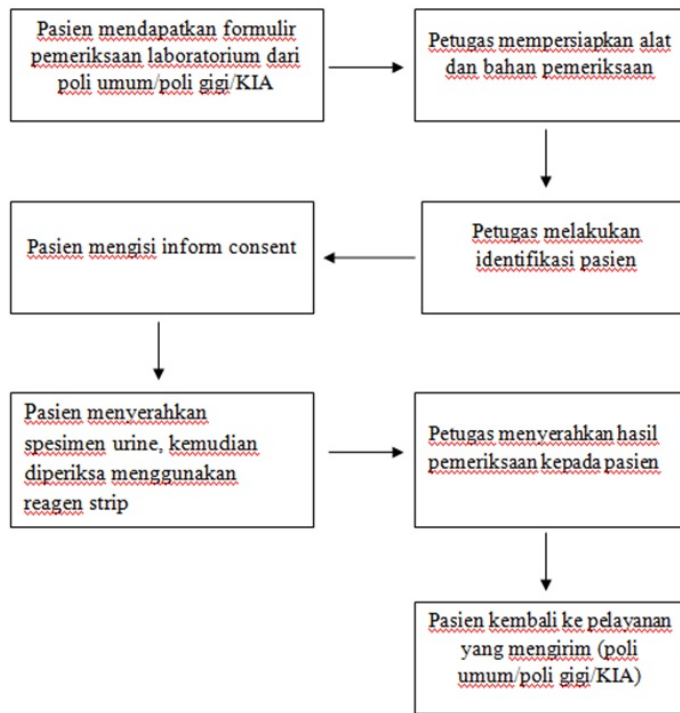 Pasien mendapatkan formulir
pemeriksaan laboratorium dari
poli umum/poli gigi/KIA
Petugas mempersiapkan alat
dan bahan pemeriksaan
Petugas melakukan
identifikasi pasien
Pasien mengisi inform consent
Pasien menyerahkan
spesimen urine, kemudian
diperiksa menggunakan
reagen strip
Petugas menyerahkan hasil
pemeriksaan kepada pasien
Pasien kembali ke pelayanan
yang mengirim (poli
umum/poli gigi/KIA)